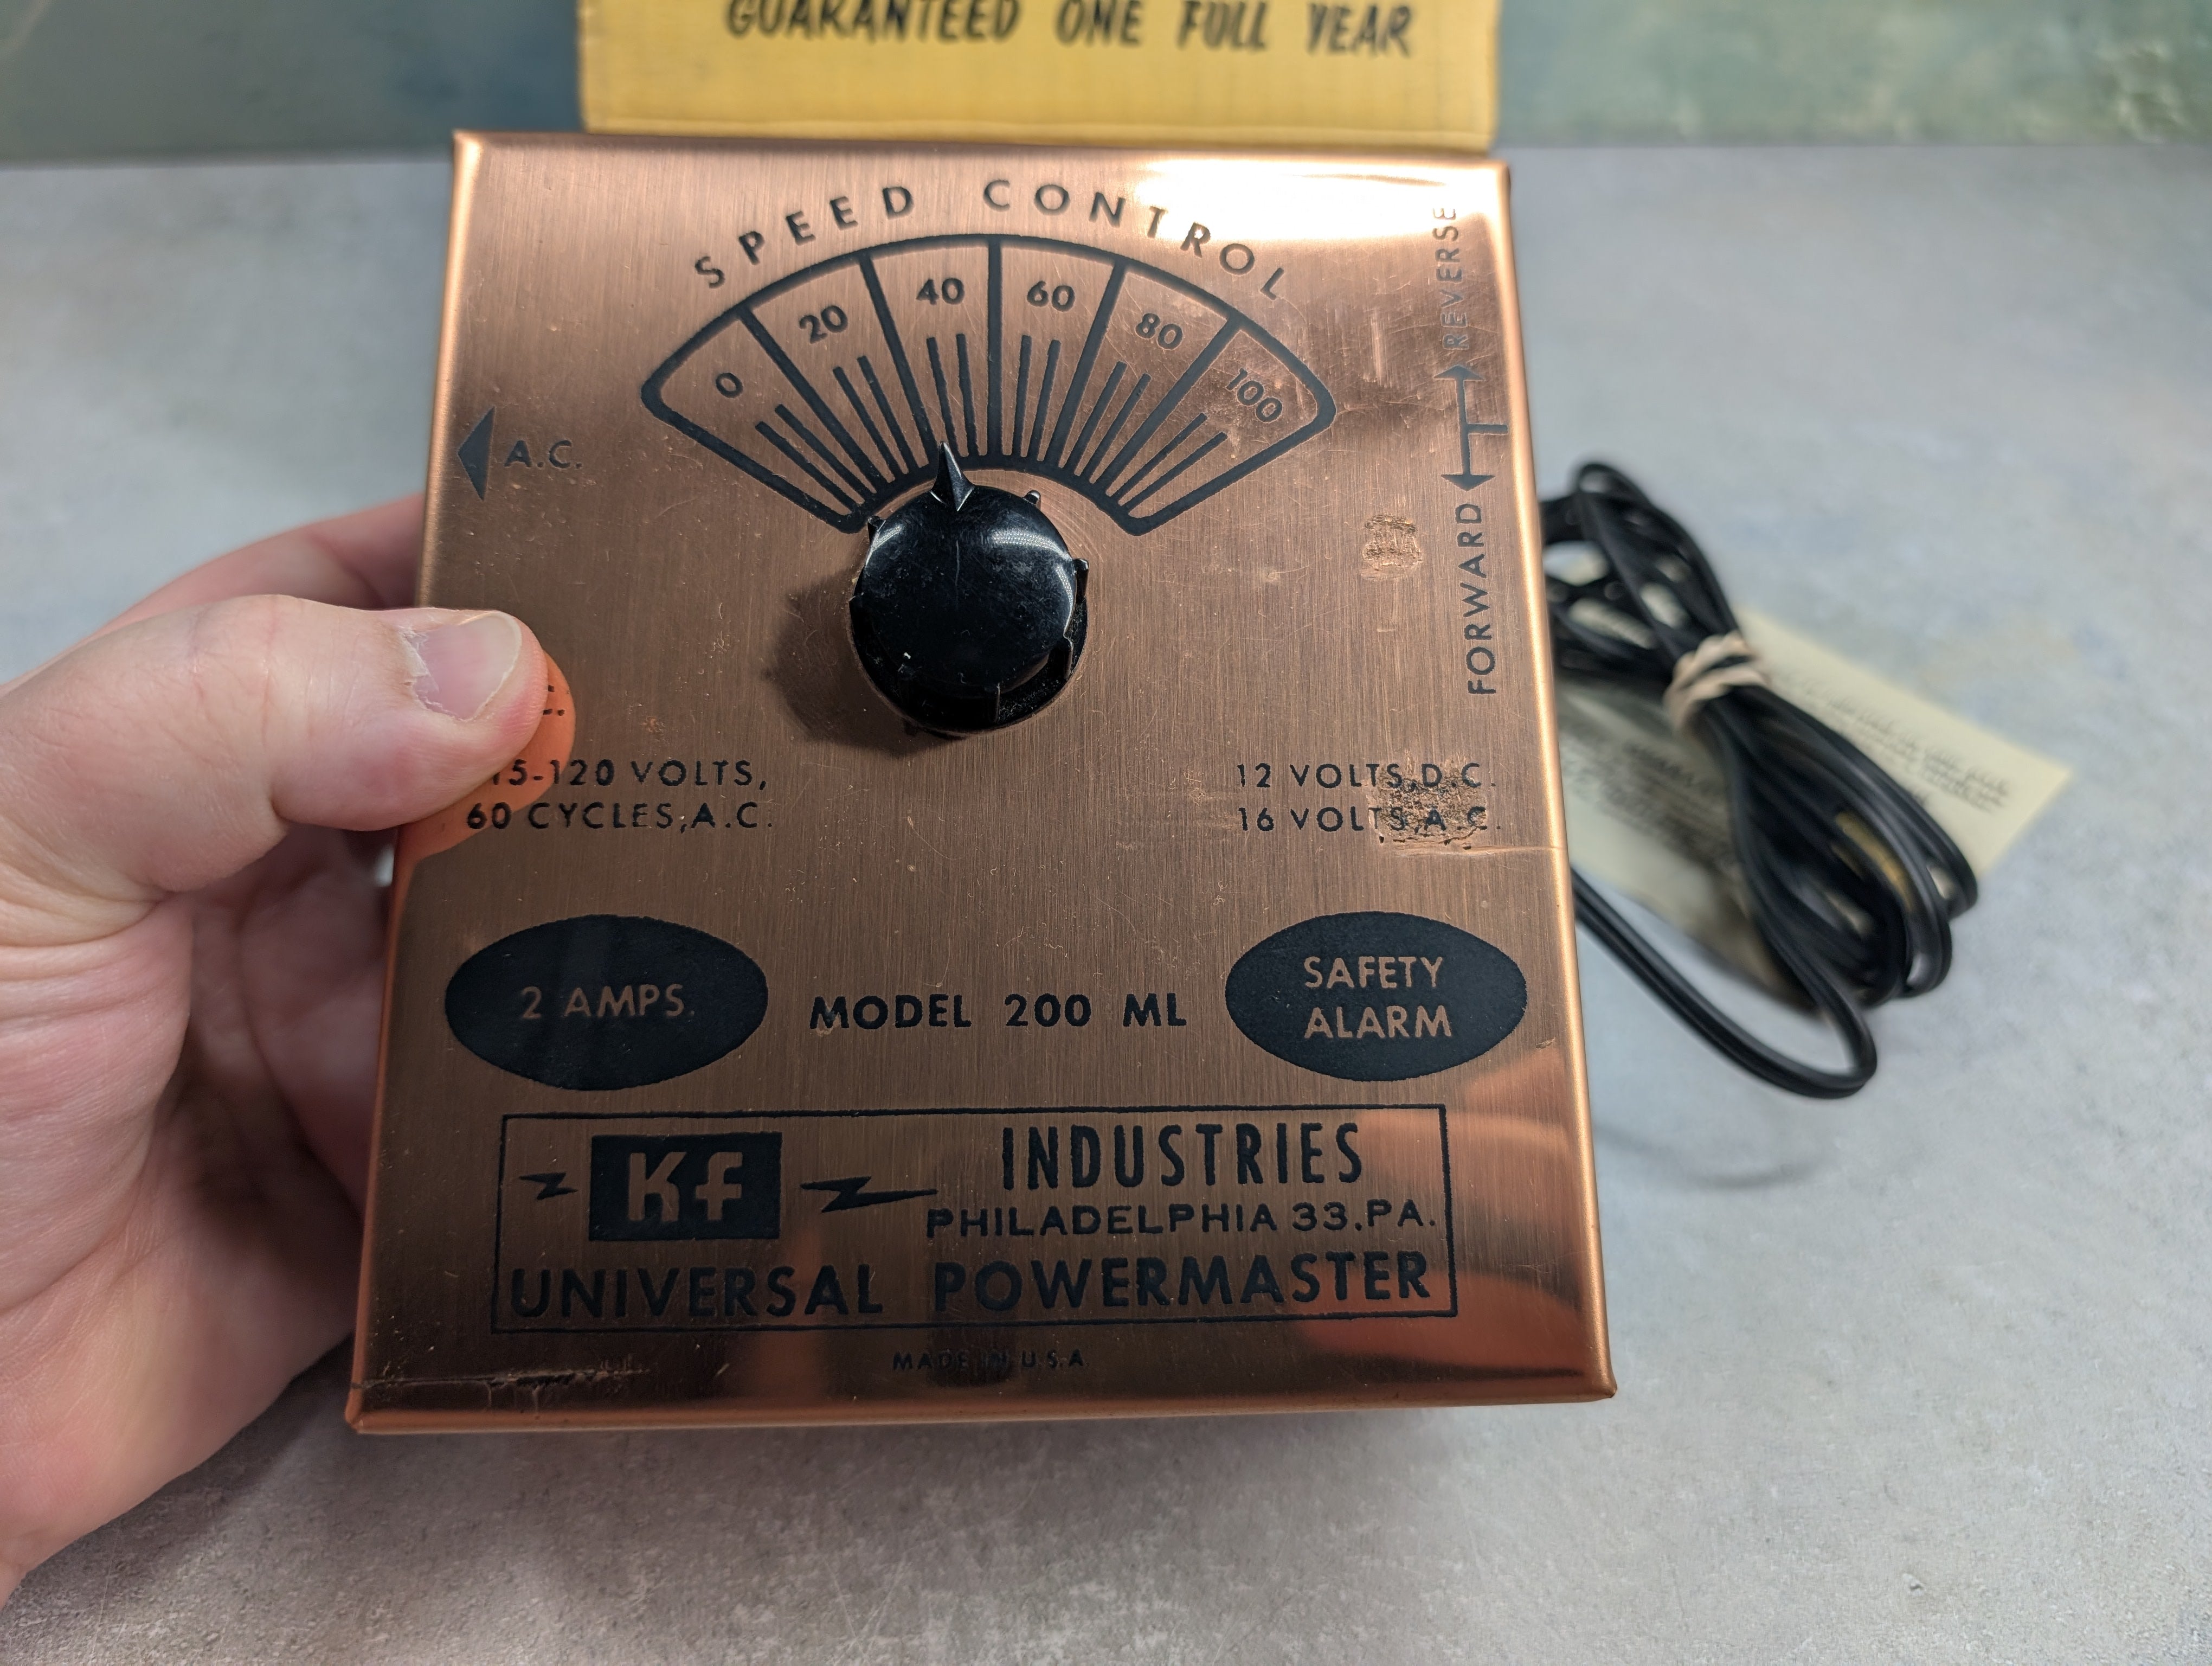 GUARANTEED ONE FULL YEAR
SPEED CONTROL
0 20 40 60 80 100
A.C.
REVERSE
FORWARD
15-120 VOLTS,
60 CYCLES,A.C.
12 VOLTS,D.C.
16 VOLTS,A.C.
2 AMPS.
MODEL 200 ML
SAFETY
ALARM
Kf
INDUSTRIES
PHILADELPHIA 33,PA.
UNIVERSAL POWERMASTER
MADE IN U.S.A